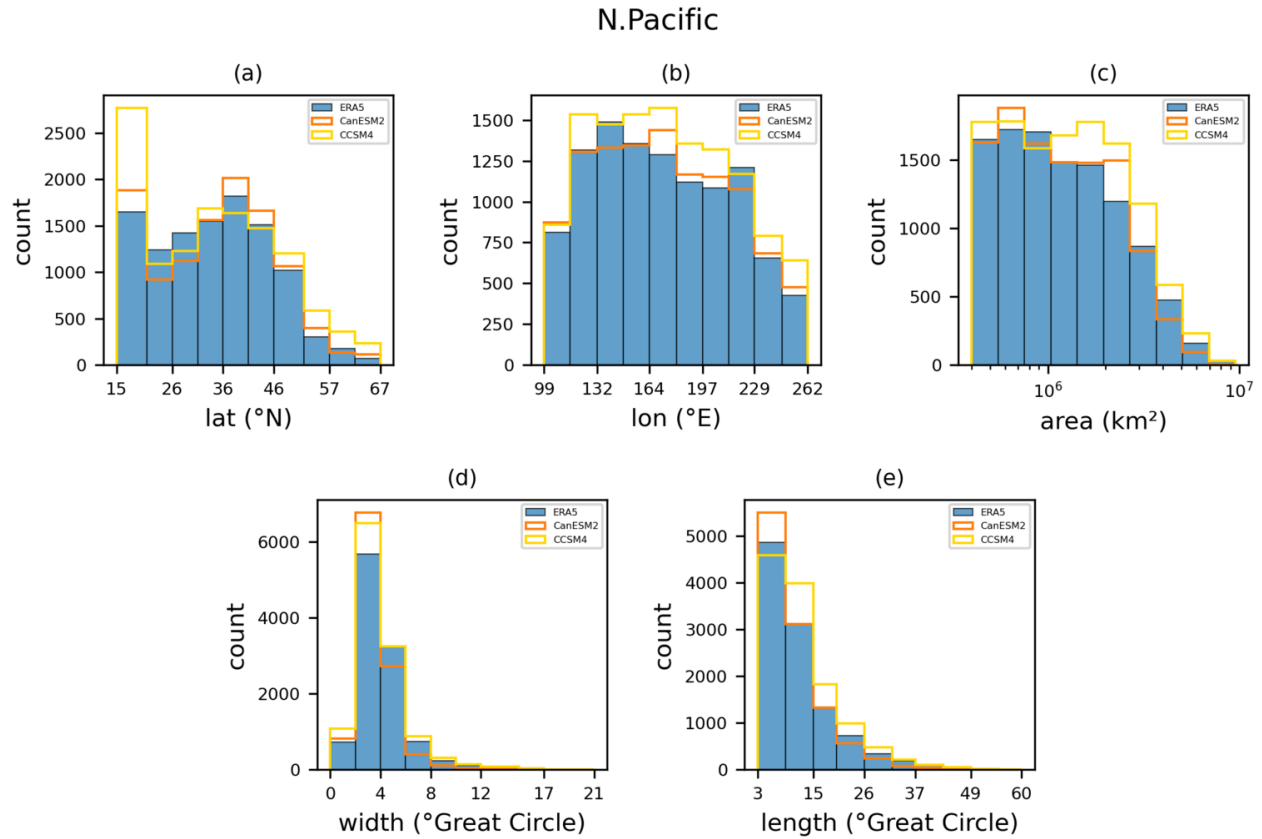 N.Pacific
(a)
(b)
(c)
ERA5
CanESM2
CCSM4
ERA5
CanESM2
CCSM4
ERA5
CanESM2
CCSM4
count
2500
2000
1500
1000
500
0
15 26 36 46 57 67
lat (°N)
count
1500
1250
1000
750
500
250
0
99 132 164 197 229 262
lon (°E)
count
1500
1000
500
0
10⁶ 10⁷
area (km²)
(d)
(e)
ERA5
CanESM2
CCSM4
ERA5
CanESM2
CCSM4
count
6000
4000
2000
0
0 4 8 12 17 21
width (°Great Circle)
count
5000
4000
3000
2000
1000
0
3 15 26 37 49 60
length (°Great Circle)